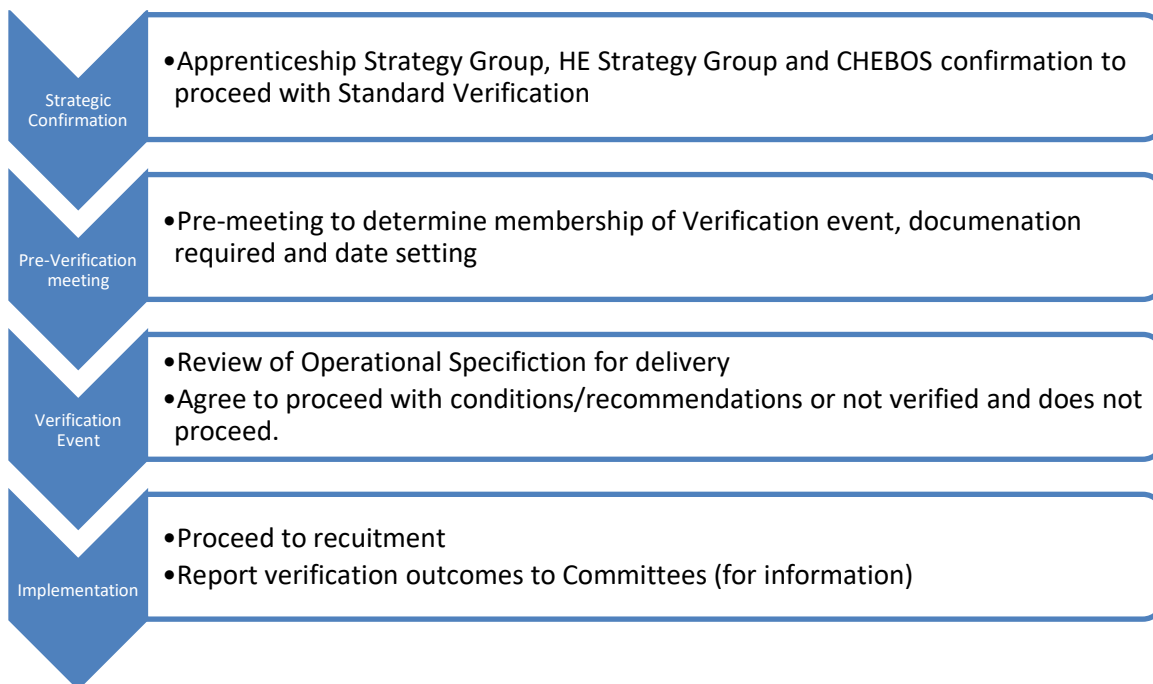 Strategic
Confirmation
•Apprenticeship Strategy Group, HE Strategy Group and CHEBOS confirmation to
proceed with Standard Verification
Pre-Verification
meeting
•Pre-meeting to determine membership of Verification event, documenation
required and date setting
Verification
Event
•Review of Operational Specifiction for delivery
•Agree to proceed with conditions/recommendations or not verified and does not
proceed.
Implementation
•Proceed to recuitment
•Report verification outcomes to Committees (for information)